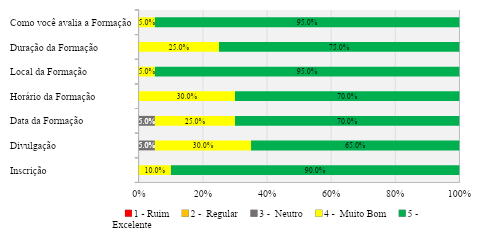 Como você avalia a Formação 5.0% 95.0%
Duração da Formação 25.0% 75.0%
Local da Formação 5.0% 95.0%
Horário da Formação 30.0% 70.0%
Data da Formação 5.0% 25.0% 70.0%
Divulgação 5.0% 30.0% 65.0%
Inscrição 10.0% 90.0%
0% 20% 40% 60% 80% 100%
1 - Ruim 2 - Regular 3 - Neutro 4 - Muito Bom 5 -
Excelente